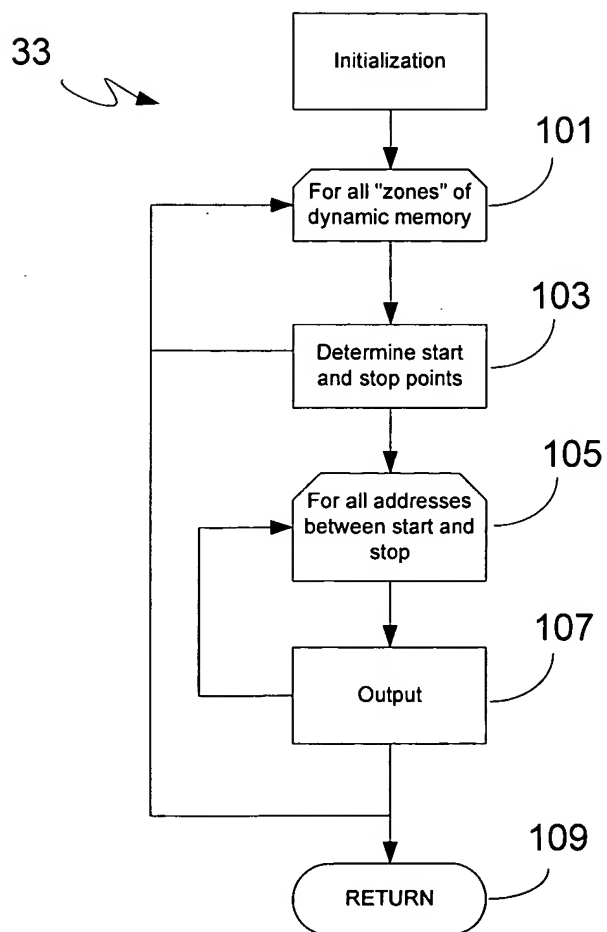 33
Initialization
101
For all "zones" of
dynamic memory
103
Determine start
and stop points
105
For all addresses
between start and
stop
107
Output
109
RETURN